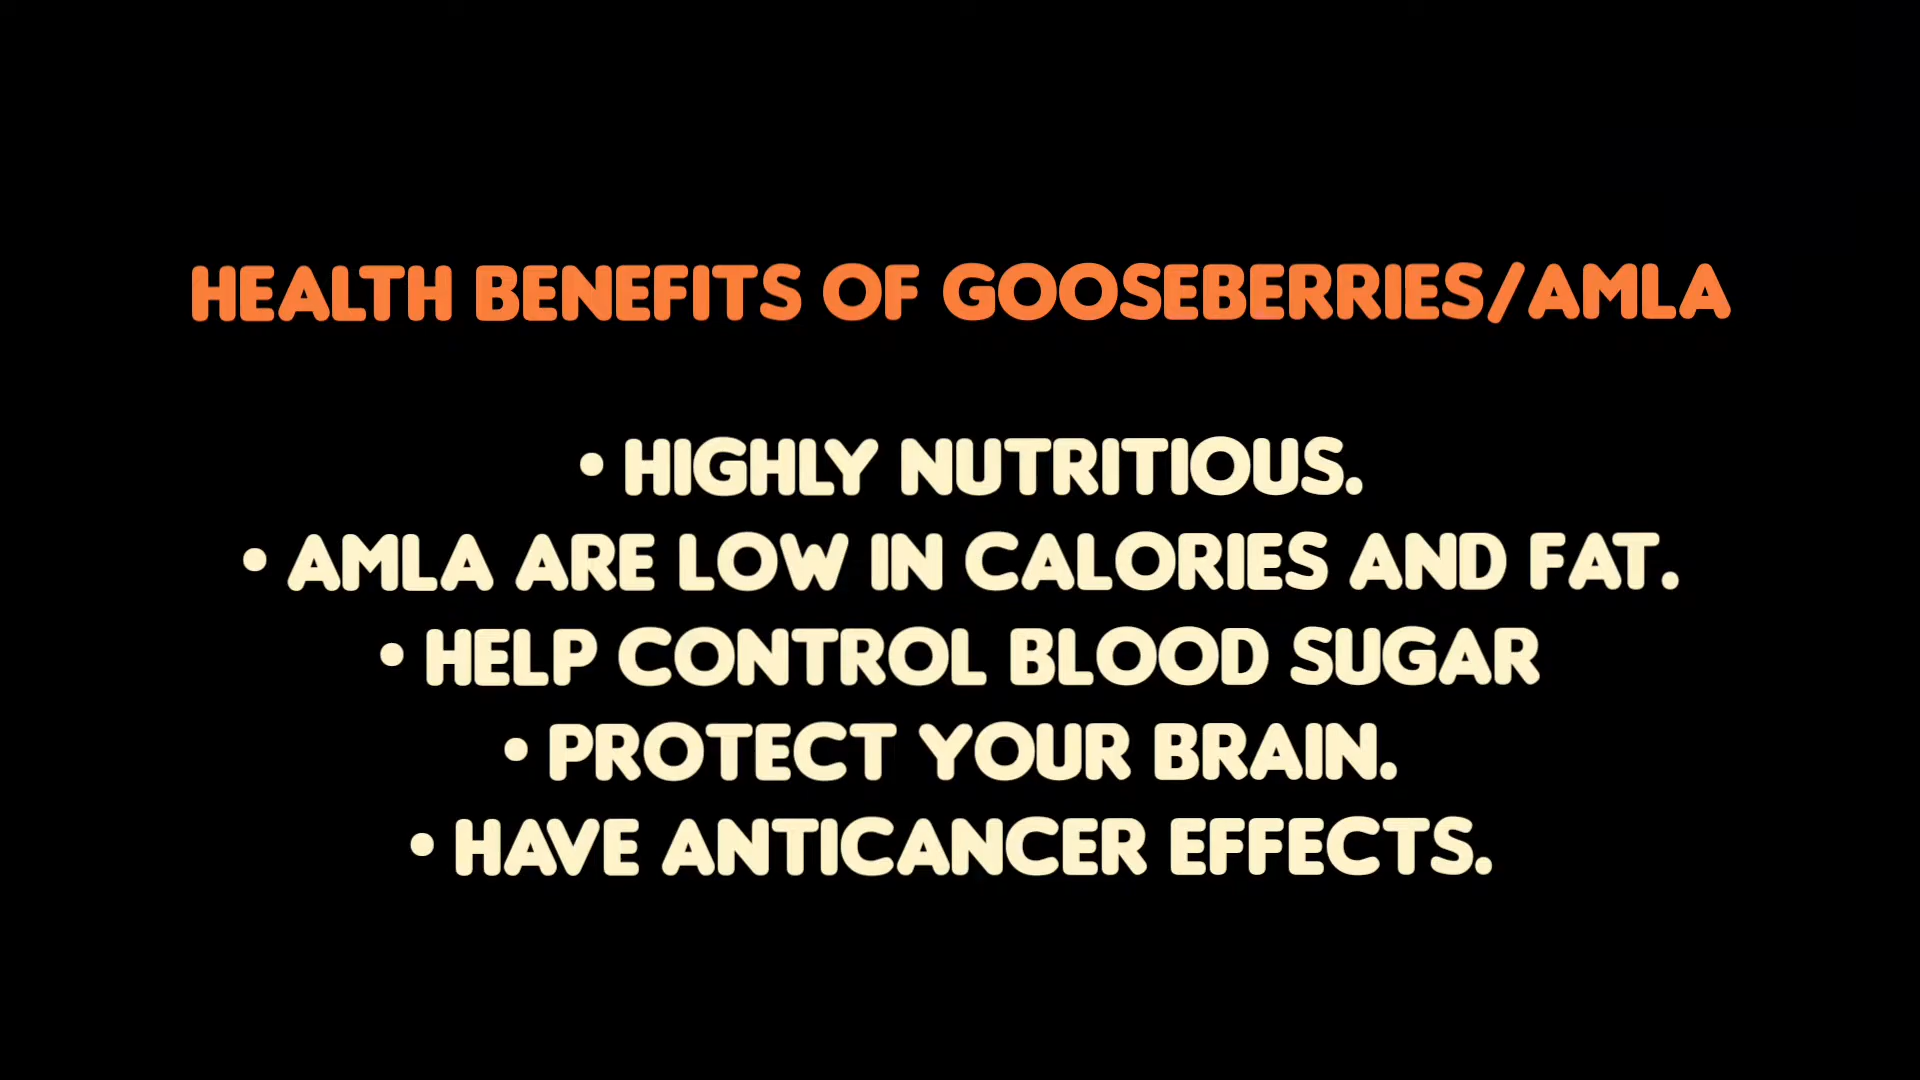 HEALTH BENEFITS OF GOOSEBERRIES/AMLA
• HIGHLY NUTRITIOUS.
• AMLA ARE LOW IN CALORIES AND FAT.
• HELP CONTROL BLOOD SUGAR
• PROTECT YOUR BRAIN.
• HAVE ANTICANCER EFFECTS.